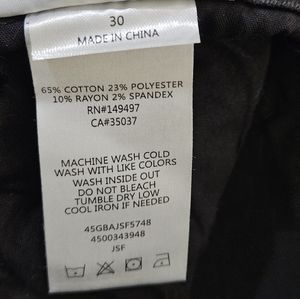 30
MADE IN CHINA
65% COTTON 23% POLYESTER
10% RAYON 2% SPANDEX
RN#149497
CA#35037
MACHINE WASH COLD
WASH WITH LIKE COLORS
WASH INSIDE OUT
DO NOT BLEACH
TUMBLE DRY LOW
COOL IRON IF NEEDED
45GBAJSF5748
4500343948
JSF